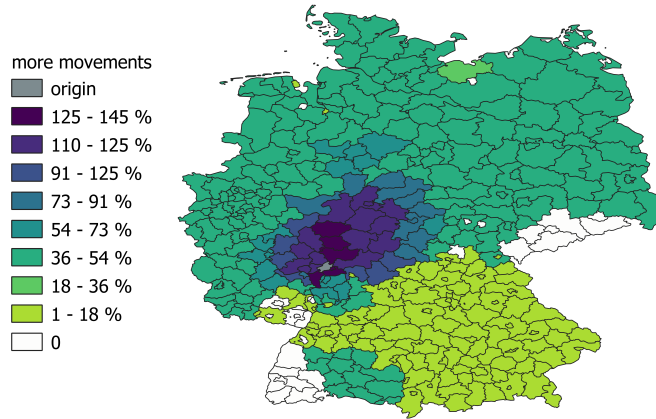 more movements
origin
125 - 145 %
110 - 125 %
91 - 125 %
73 - 91 %
54 - 73 %
36 - 54 %
18 - 36 %
1 - 18 %
0